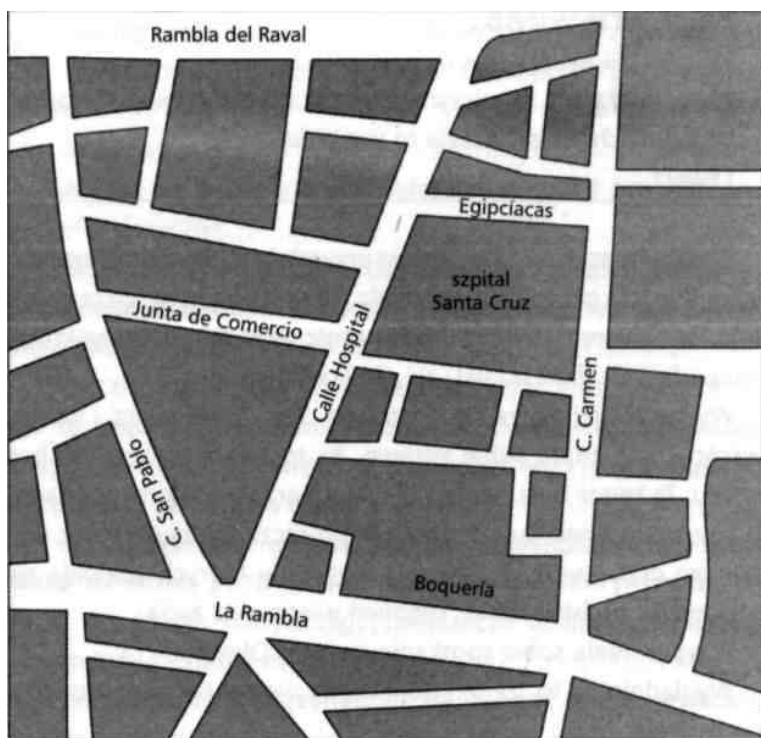 Rambla del Raval
Egipcíacas
szpital
Santa Cruz
Junta de Comercio
Calle Hospital
C. Carmen
C. San Pablo
Boquería
La Rambla